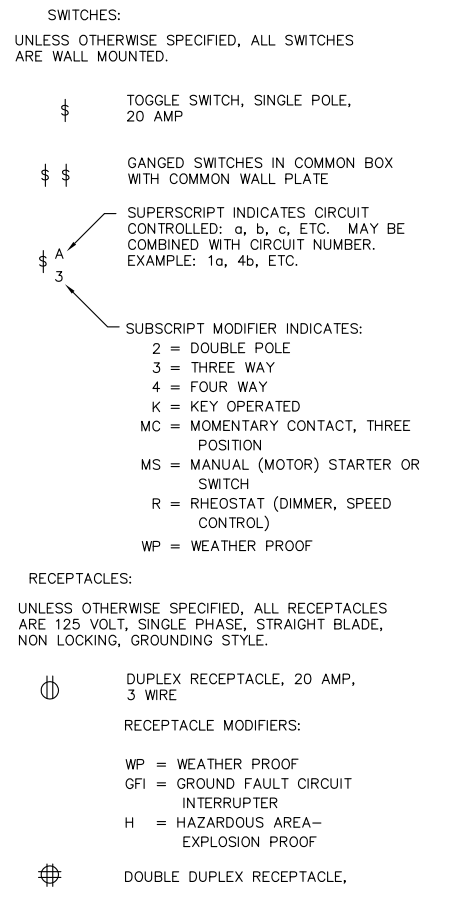 SWITCHES:
UNLESS OTHERWISE SPECIFIED, ALL SWITCHES
ARE WALL MOUNTED.
$ TOGGLE SWITCH, SINGLE POLE,
20 AMP
$ $ GANGED SWITCHES IN COMMON BOX
WITH COMMON WALL PLATE
SUPERSCRIPT INDICATES CIRCUIT
CONTROLLED: a, b, c, ETC. MAY BE
COMBINED WITH CIRCUIT NUMBER.
EXAMPLE: 1a, 4b, ETC.
$ A
3
SUBSCRIPT MODIFIER INDICATES:
2 = DOUBLE POLE
3 = THREE WAY
4 = FOUR WAY
K = KEY OPERATED
MC = MOMENTARY CONTACT, THREE
POSITION
MS = MANUAL (MOTOR) STARTER OR
SWITCH
R = RHEOSTAT (DIMMER, SPEED
CONTROL)
WP = WEATHER PROOF
RECEPTACLES:
UNLESS OTHERWISE SPECIFIED, ALL RECEPTACLES
ARE 125 VOLT, SINGLE PHASE, STRAIGHT BLADE,
NON LOCKING, GROUNDING STYLE.
DUPLEX RECEPTACLE, 20 AMP,
3 WIRE
RECEPTACLE MODIFIERS:
WP = WEATHER PROOF
GFI = GROUND FAULT CIRCUIT
INTERRUPTER
H = HAZARDOUS AREA-
EXPLOSION PROOF
DOUBLE DUPLEX RECEPTACLE,